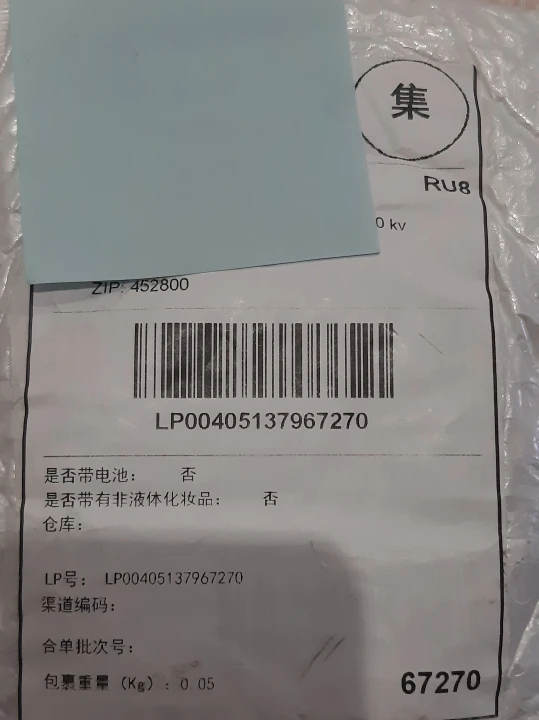 集
RU8
0 kv
ZIP: 452800
LP00405137967270
是否带电池： 否
是否带有非液体化妆品： 否
仓库：
LP号： LP00405137967270
渠道编码：
合单批次号：
包裹重量（Kg）：0.05
67270